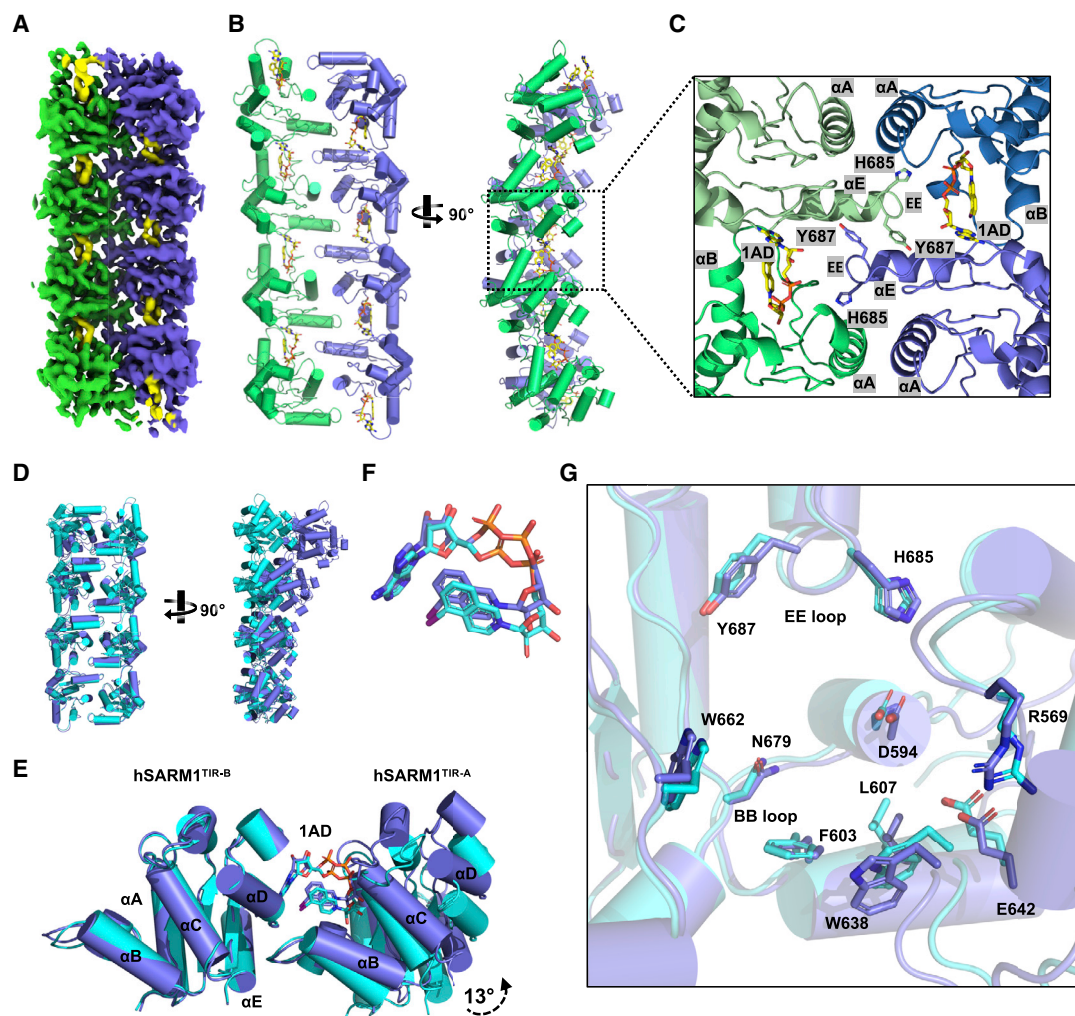 A
B
C
90°
αA
αA
H685
αE
EE
αB
1AD
Y687
1AD
Y687
αB
EE
αE
H685
αA
αA
D
F
G
90°
H685
Y687
EE loop
W662
N679
R569
D594
L607
BB loop
F603
W638
E642
E
hSARM1TIR-B
hSARM1TIR-A
1AD
αA
αD
αD
αC
αC
αB
αB
αE
13°